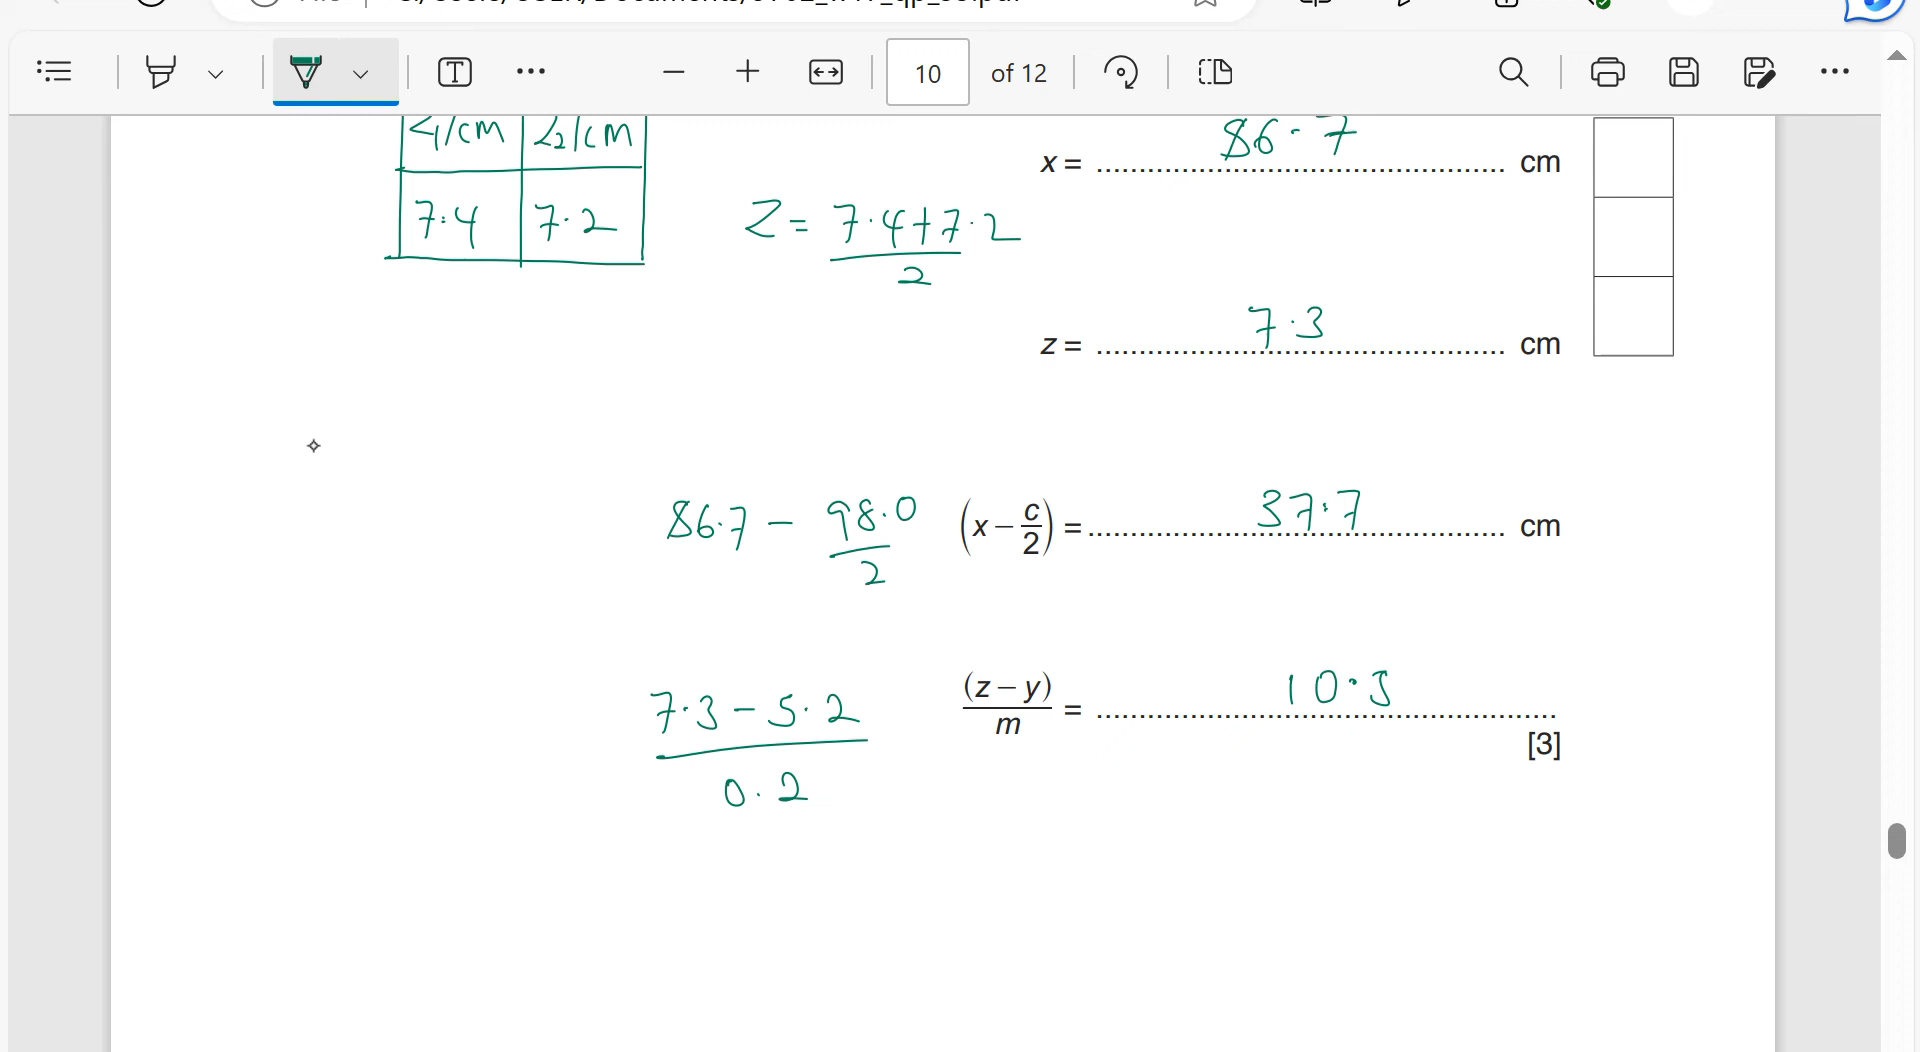 10 of 12
z₁/cm z₂/cm
7.4 7.2
x = 86.7 cm
Z = 7.4+7.2
2
z = 7.3 cm
86.7 - 98.0 (x - c/2) = 37.7 cm
2
7.3 - 5.2 (z - y) = 10.5
0.2 m
[3]